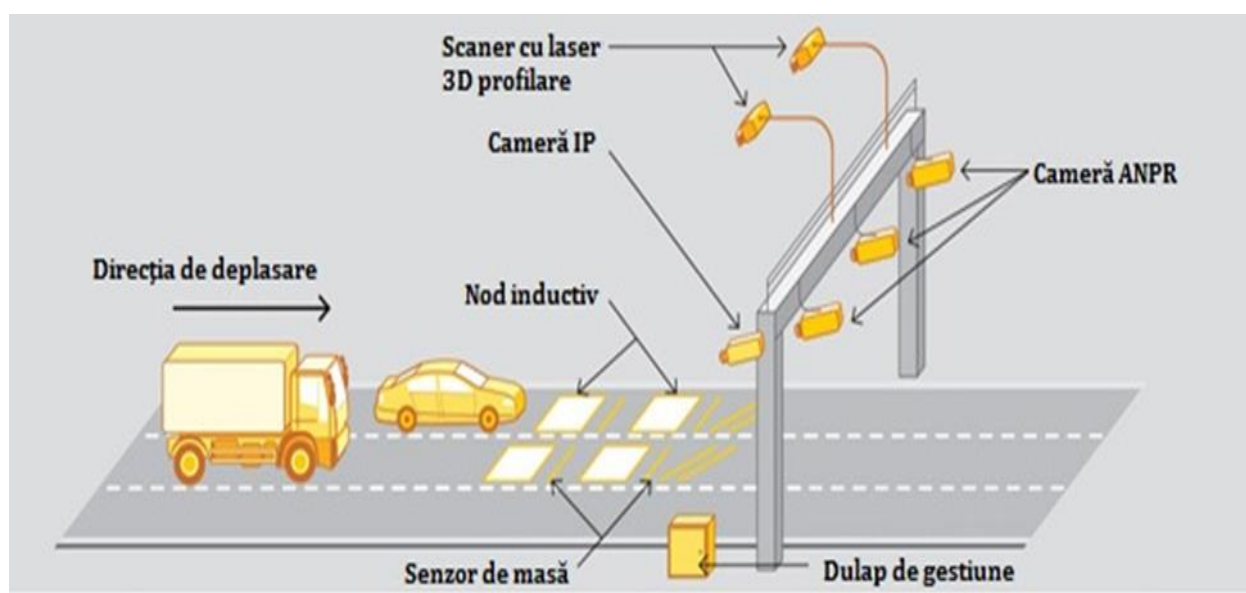 Scaner cu laser
3D profilare
Cameră IP
Cameră ANPR
Direcția de deplasare
Nod inductiv
Senzor de masă
Dulap de gestiune